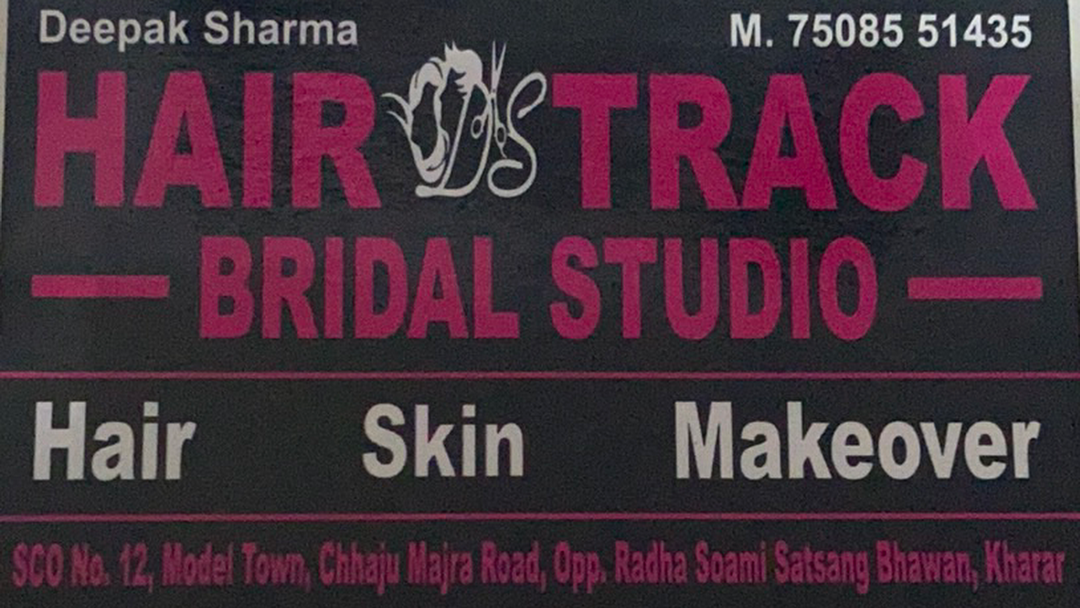 Deepak Sharma M. 75085 51435
HAIR DS TRACK
BRIDAL STUDIO
Hair Skin Makeover
SCO No. 12, Model Town, Chhaju Majra Road, Opp. Radha Soami Satsang Bhawan, Kharar